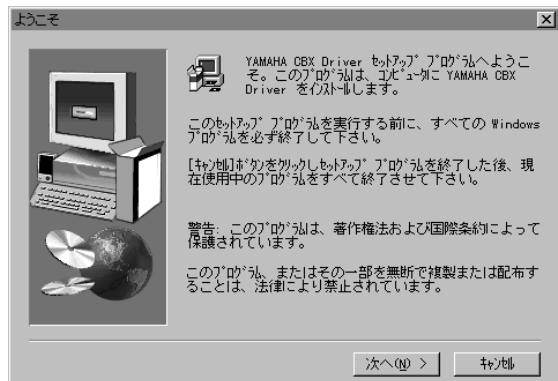 ようこそ
YAMAHA CBX Driver ｾｯﾄｱｯﾌﾟ ﾌﾟﾛｸﾞﾗﾑへようこ
そ。このﾌﾟﾛｸﾞﾗﾑは、ｺﾝﾋﾟｭｰﾀに YAMAHA CBX
Driver をｲﾝｽﾄｰﾙします。
このｾｯﾄｱｯﾌﾟ ﾌﾟﾛｸﾞﾗﾑを実行する前に、すべての Windows
ﾌﾟﾛｸﾞﾗﾑを必ず終了して下さい。
[ｷｬﾝｾﾙ]ﾎﾞﾀﾝをｸﾘｯｸしｾｯﾄｱｯﾌﾟ ﾌﾟﾛｸﾞﾗﾑを終了した後、現
在使用中のﾌﾟﾛｸﾞﾗﾑをすべて終了させて下さい。
警告: このﾌﾟﾛｸﾞﾗﾑは、著作権法および国際条約によって
保護されています。
このﾌﾟﾛｸﾞﾗﾑ、またはその一部を無断で複製または配布す
ることは、法律により禁止されています。
次へ(N) >
ｷｬﾝｾﾙ